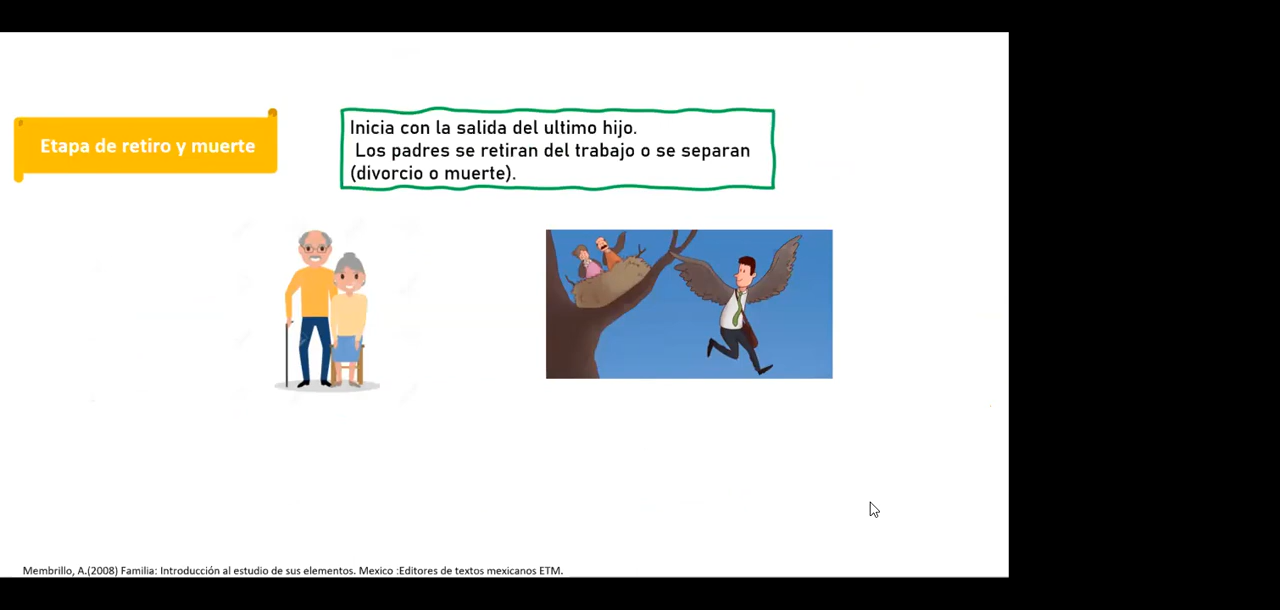 Etapa de retiro y muerte
Inicia con la salida del ultimo hijo.
Los padres se retiran del trabajo o se separan
(divorcio o muerte).
Membrillo, A.(2008) Familia: Introducción al estudio de sus elementos. Mexico :Editores de textos mexicanos ETM.